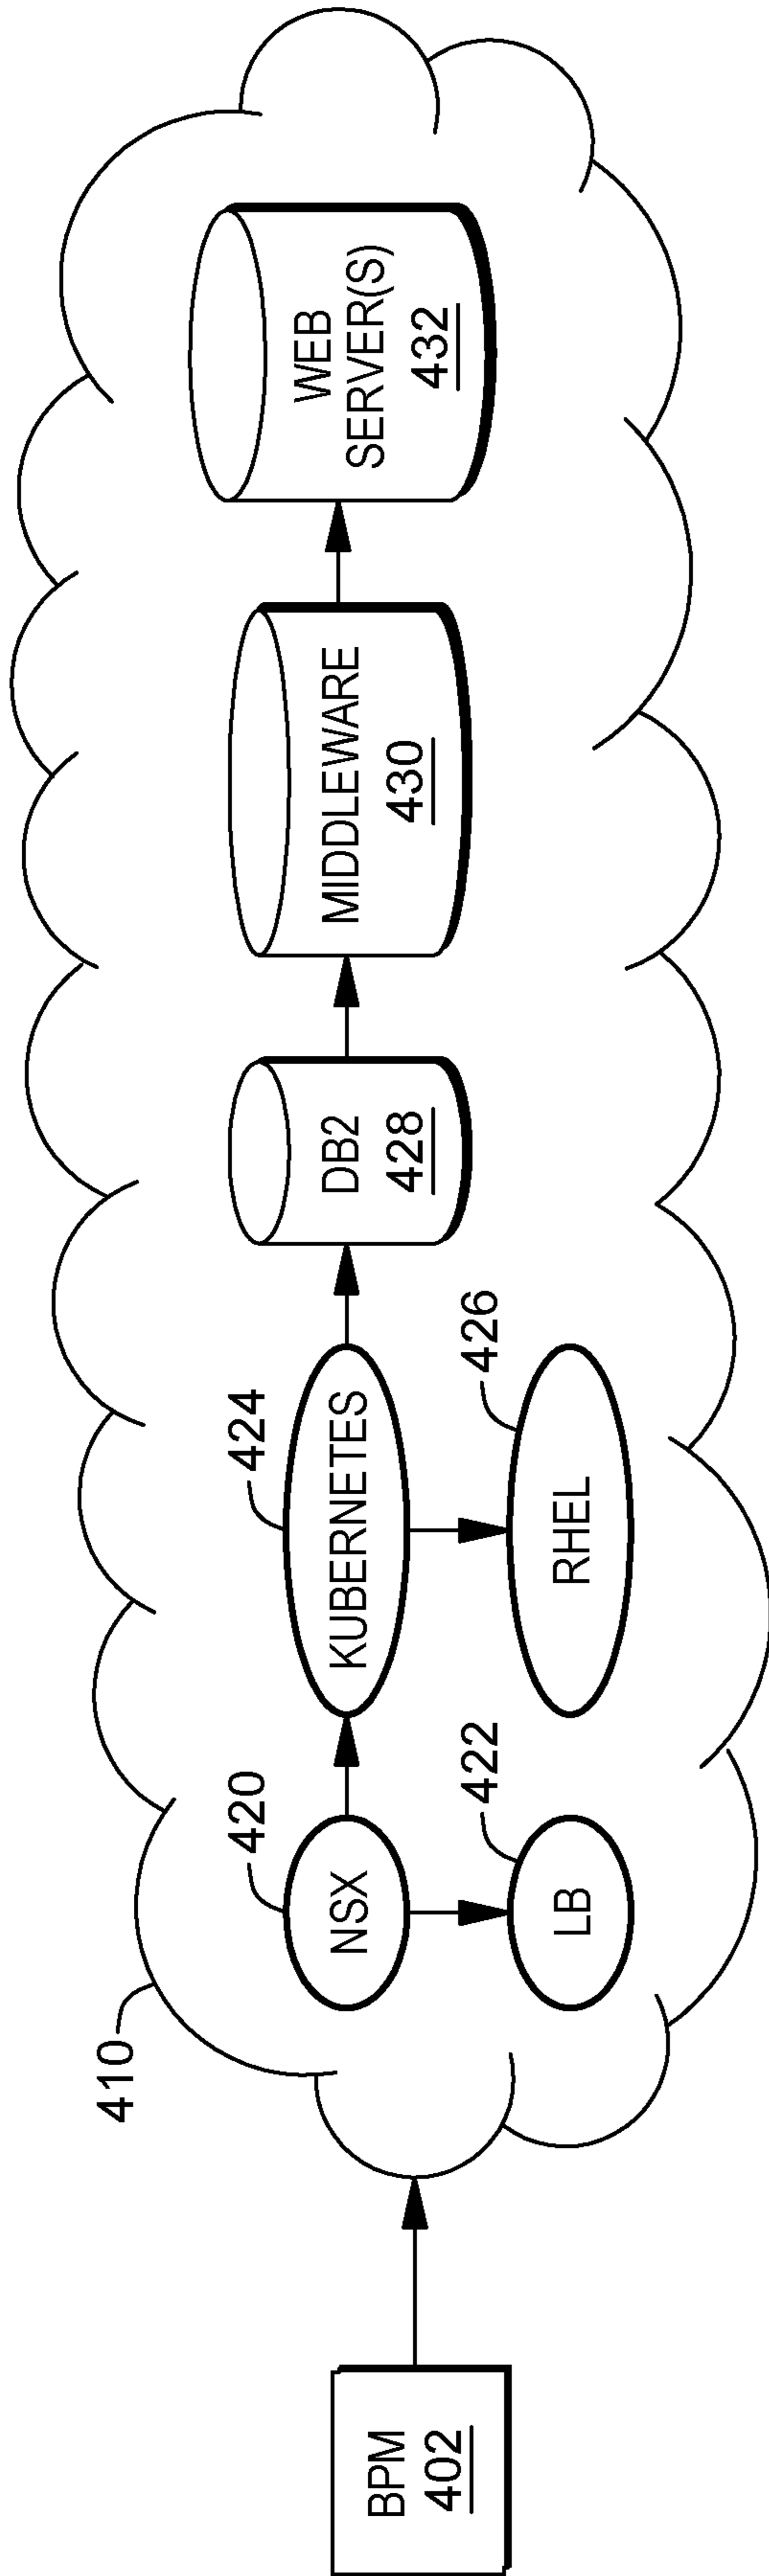 BPM
402
410
NSX
420
LB
422
KUBERNETES
424
RHEL
426
DB2
428
MIDDLEWARE
430
WEB
SERVER(S)
432